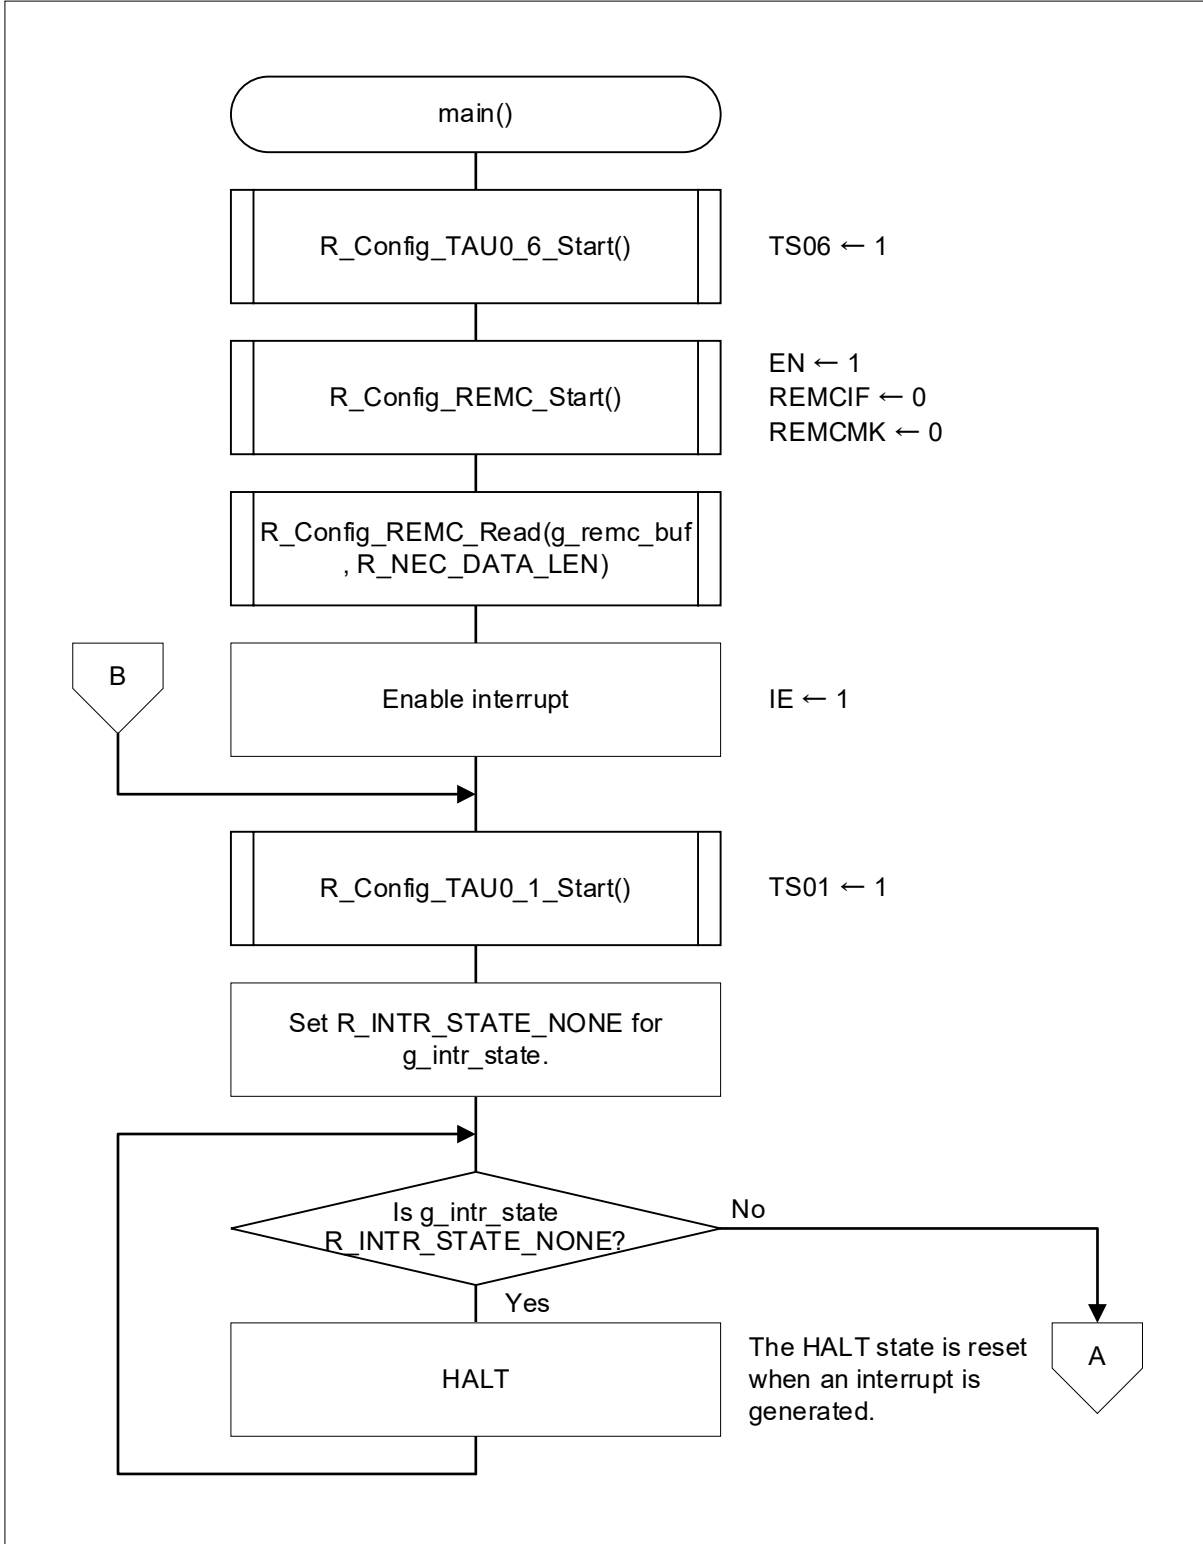 main()
R_Config_TAU0_6_Start()
TS06 ← 1
R_Config_REMC_Start()
EN ← 1
REMCIF ← 0
REMCMK ← 0
R_Config_REMC_Read(g_remc_buf
, R_NEC_DATA_LEN)
B
Enable interrupt
IE ← 1
R_Config_TAU0_1_Start()
TS01 ← 1
Set R_INTR_STATE_NONE for
g_intr_state.
Is g_intr_state
R_INTR_STATE_NONE?
No
Yes
HALT
The HALT state is reset
when an interrupt is
generated.
A